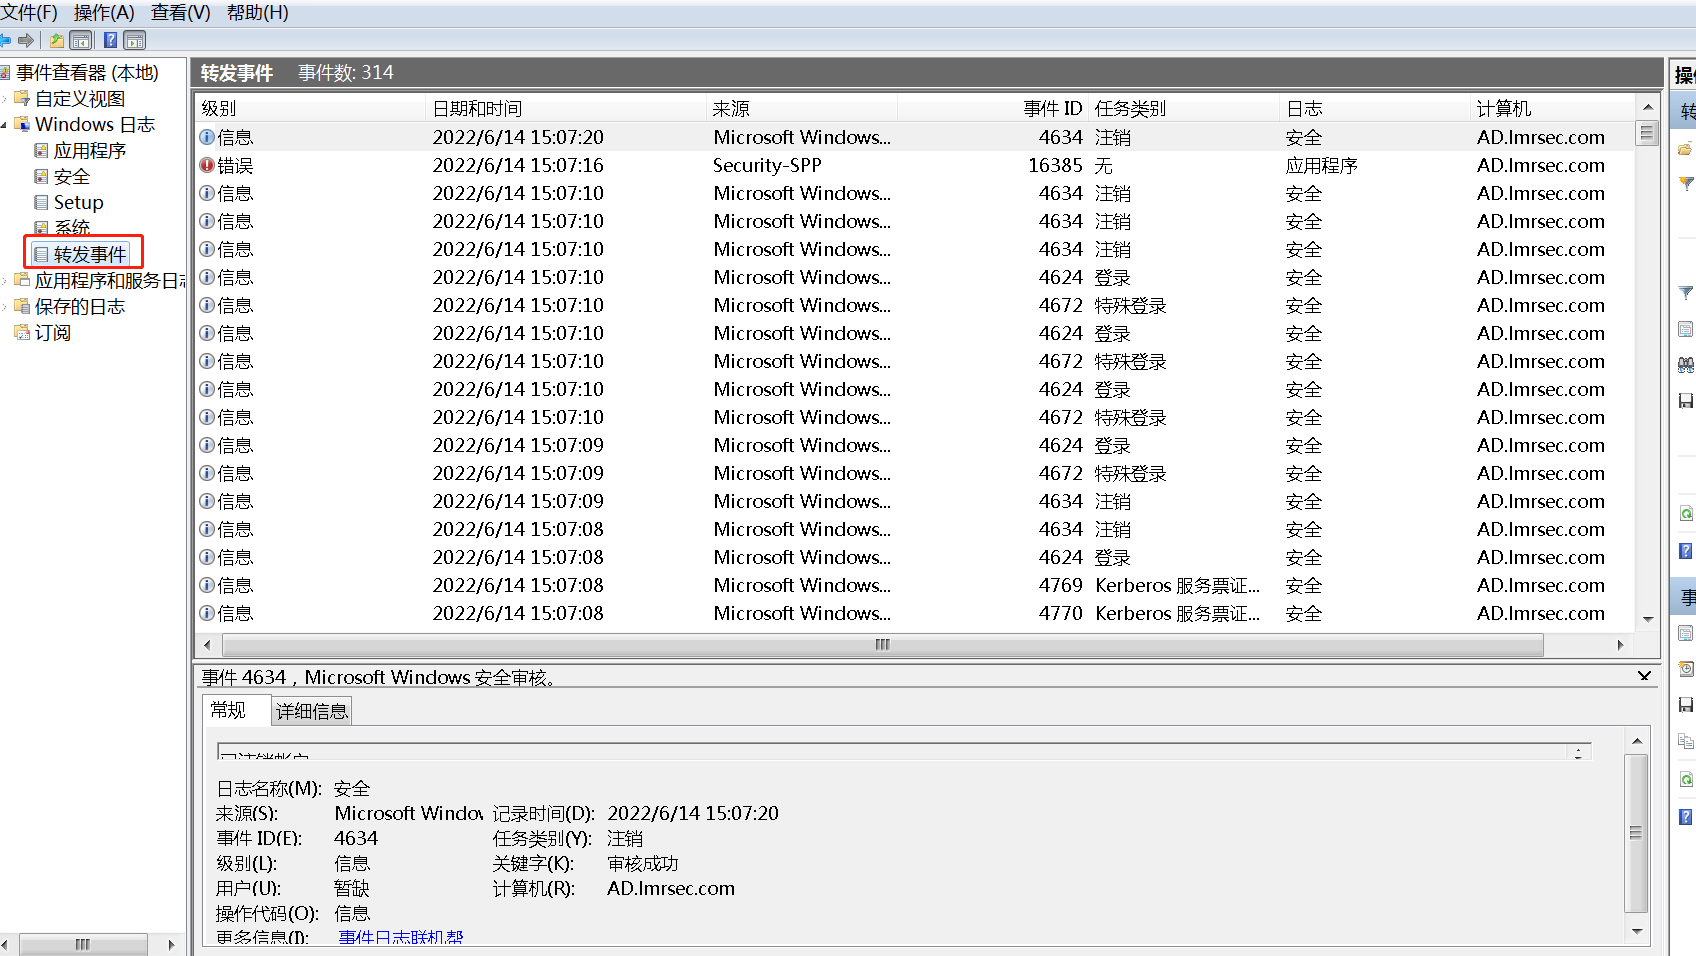 文件(F) 操作(A) 查看(V) 帮助(H)
事件查看器 (本地)
自定义视图
Windows 日志
应用程序
安全
Setup
系统
转发事件
应用程序和服务日志
保存的日志
订阅
转发事件 事件数: 314
级别 日期和时间 来源 事件 ID 任务类别 日志 计算机
信息 2022/6/14 15:07:20 Microsoft Windows... 4634 注销 安全 AD.lmrsec.com
错误 2022/6/14 15:07:16 Security-SPP 16385 无 应用程序 AD.lmrsec.com
信息 2022/6/14 15:07:10 Microsoft Windows... 4634 注销 安全 AD.lmrsec.com
信息 2022/6/14 15:07:10 Microsoft Windows... 4634 注销 安全 AD.lmrsec.com
信息 2022/6/14 15:07:10 Microsoft Windows... 4634 注销 安全 AD.lmrsec.com
信息 2022/6/14 15:07:10 Microsoft Windows... 4624 登录 安全 AD.lmrsec.com
信息 2022/6/14 15:07:10 Microsoft Windows... 4672 特殊登录 安全 AD.lmrsec.com
信息 2022/6/14 15:07:10 Microsoft Windows... 4624 登录 安全 AD.lmrsec.com
信息 2022/6/14 15:07:10 Microsoft Windows... 4672 特殊登录 安全 AD.lmrsec.com
信息 2022/6/14 15:07:10 Microsoft Windows... 4624 登录 安全 AD.lmrsec.com
信息 2022/6/14 15:07:10 Microsoft Windows... 4672 特殊登录 安全 AD.lmrsec.com
信息 2022/6/14 15:07:09 Microsoft Windows... 4624 登录 安全 AD.lmrsec.com
信息 2022/6/14 15:07:09 Microsoft Windows... 4672 特殊登录 安全 AD.lmrsec.com
信息 2022/6/14 15:07:09 Microsoft Windows... 4634 注销 安全 AD.lmrsec.com
信息 2022/6/14 15:07:08 Microsoft Windows... 4634 注销 安全 AD.lmrsec.com
信息 2022/6/14 15:07:08 Microsoft Windows... 4624 登录 安全 AD.lmrsec.com
信息 2022/6/14 15:07:08 Microsoft Windows... 4769 Kerberos 服务票证... 安全 AD.lmrsec.com
信息 2022/6/14 15:07:08 Microsoft Windows... 4770 Kerberos 服务票证... 安全 AD.lmrsec.com
事件 4634，Microsoft Windows 安全审核。
常规 详细信息
日志名称(M): 安全
来源(S): Microsoft Window 记录时间(D): 2022/6/14 15:07:20
事件 ID(E): 4634 任务类别(Y): 注销
级别(L): 信息 关键字(K): 审核成功
用户(U): 暂缺 计算机(R): AD.lmrsec.com
操作代码(O): 信息
更多信息(I): 事件日志联机帮
操作
转
事